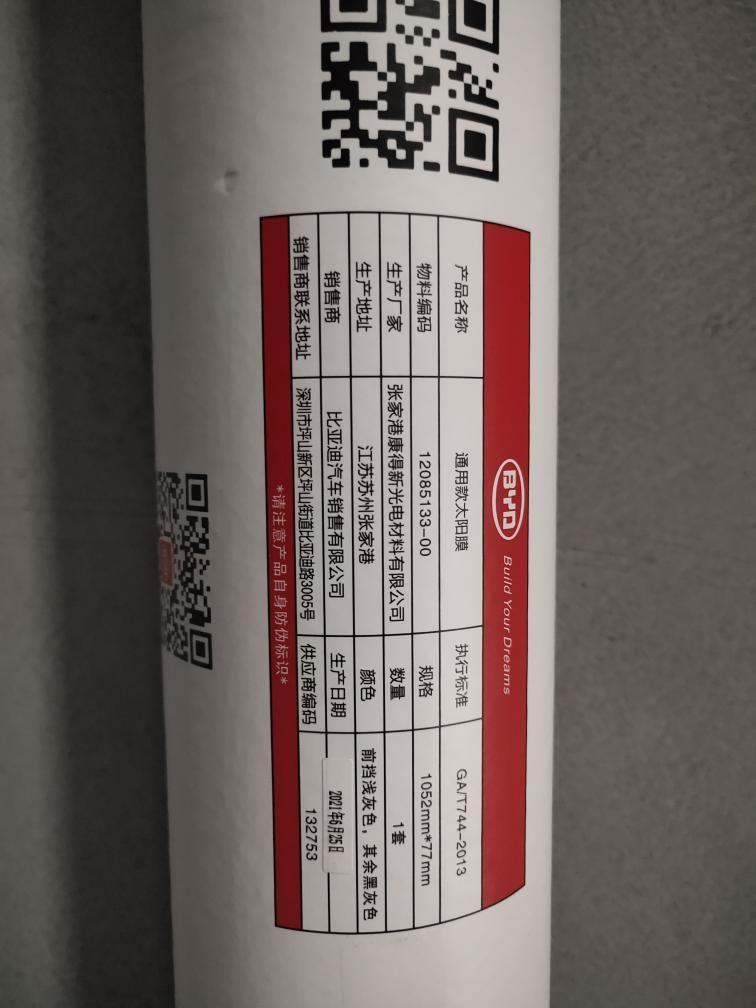 BYD Build Your Dreams
产品名称 通用款太阳膜 执行标准 GA/T744-2013
物料编码 12085133-00 规格 1052mm*77mm
生产厂家 张家港康得新光电材料有限公司 数量 1套
生产地址 江苏苏州张家港 颜色 前挡浅灰色，其余黑灰色
销售商 比亚迪汽车销售有限公司 生产日期 2021年6月25日
销售商联系地址 深圳市坪山新区坪山街道比亚迪路3005号 供应商编码 132753
*请注意产品自身防伪标识*